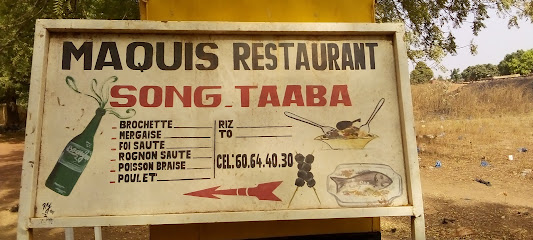 MAQUIS RESTAURANT
SONG-TAABA
BROCHETTE
MERGAISE
FOI SAUTE
ROGNON SAUTE
POISSON BRAISE
POULET
RIZ
TO
CEL: 60.64.40.30